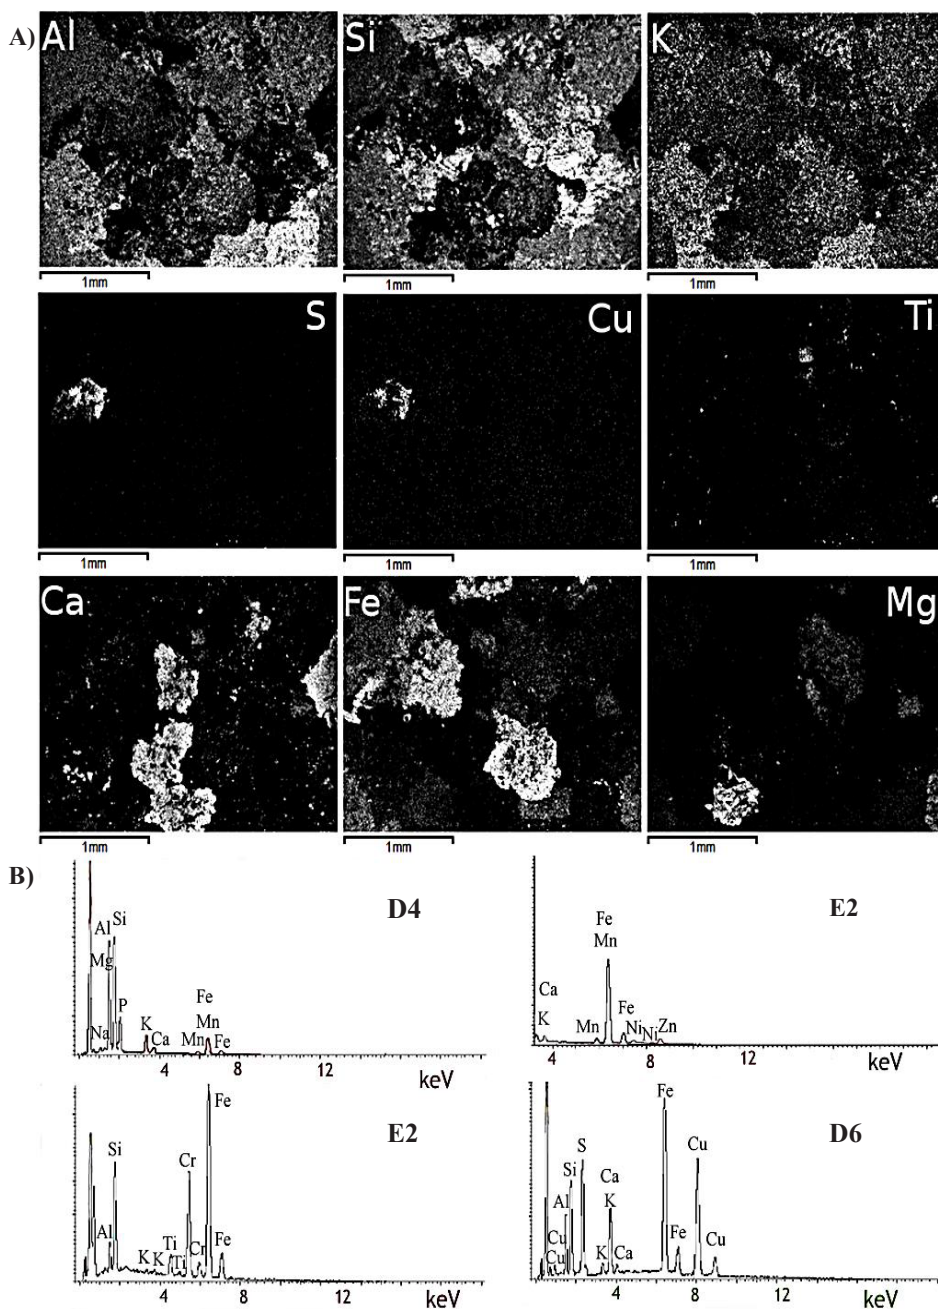 A)
Al Si K
1mm 1mm 1mm
S Cu Ti
1mm 1mm 1mm
Ca Fe Mg
1mm 1mm 1mm
B)
D4
Al Si
Mg
P
Na
K
Ca
Fe
Mn
Mn Fe
4 8 12
keV
E2
Fe
Mn
Ca
K
Mn
Fe
Ni
Ni
Zn
4 6 8 12
keV
E2
Fe
Cr
Si
Al
K K
Ti
Ti
Cr
Fe
4 8 12
keV
D6
Fe
Cu
S
Si
Ca
K
Al
Cu
Cu
K
Ca
Fe
Cu
4 8 12
keV